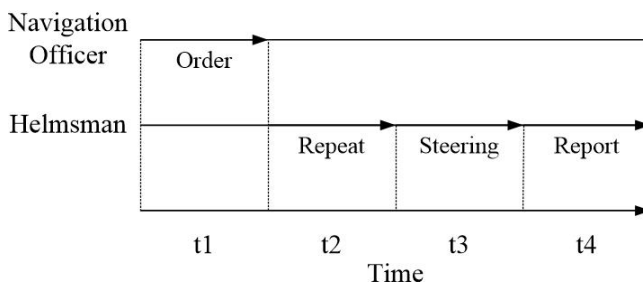 Navigation
Officer
Order
Helmsman
Repeat Steering Report
t1 t2 t3 t4
Time